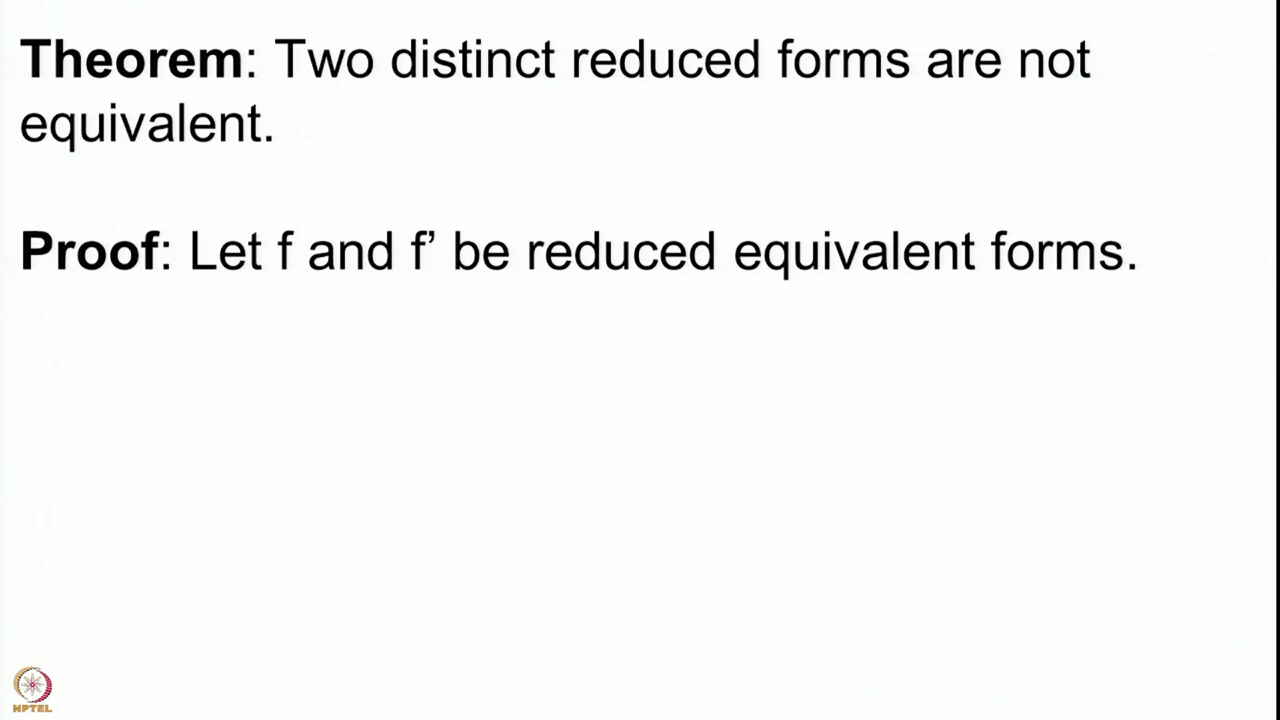 Theorem: Two distinct reduced forms are not
equivalent.
Proof: Let f and f’ be reduced equivalent forms.
NPTEL